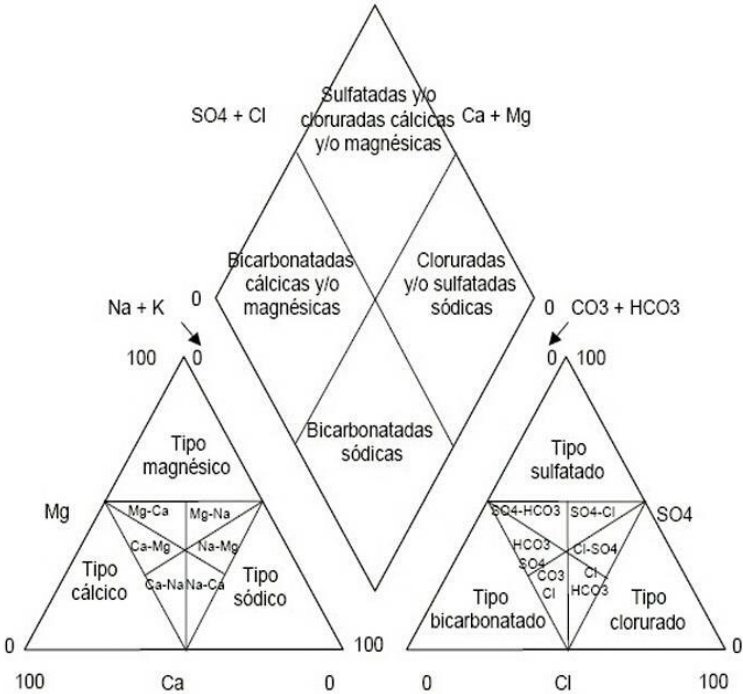 Sulfatadas y/o
cloruradas cálcicas
y/o magnésicas
SO4 + Cl
Ca + Mg
Bicarbonatadas
cálcicas y/o
magnésicas
Cloruradas
y/o sulfatadas
sódicas
Bicarbonatadas
sódicas
0
0
Na + K
100
0
Tipo
magnésico
Mg
Mg-Ca
Mg-Na
Ca-Mg
Na-Mg
Ca-Na
Na-Ca
Tipo
cálcico
Tipo
sódico
0
100
100
Ca
0
CO3 + HCO3
0
100
Tipo
sulfatado
SO4
SO4-HCO3
SO4-Cl
HCO3
SO4
Cl-SO4
CO3
Cl
Cl
HCO3
Tipo
bicarbonatado
Tipo
clorurado
0
0
Cl
100